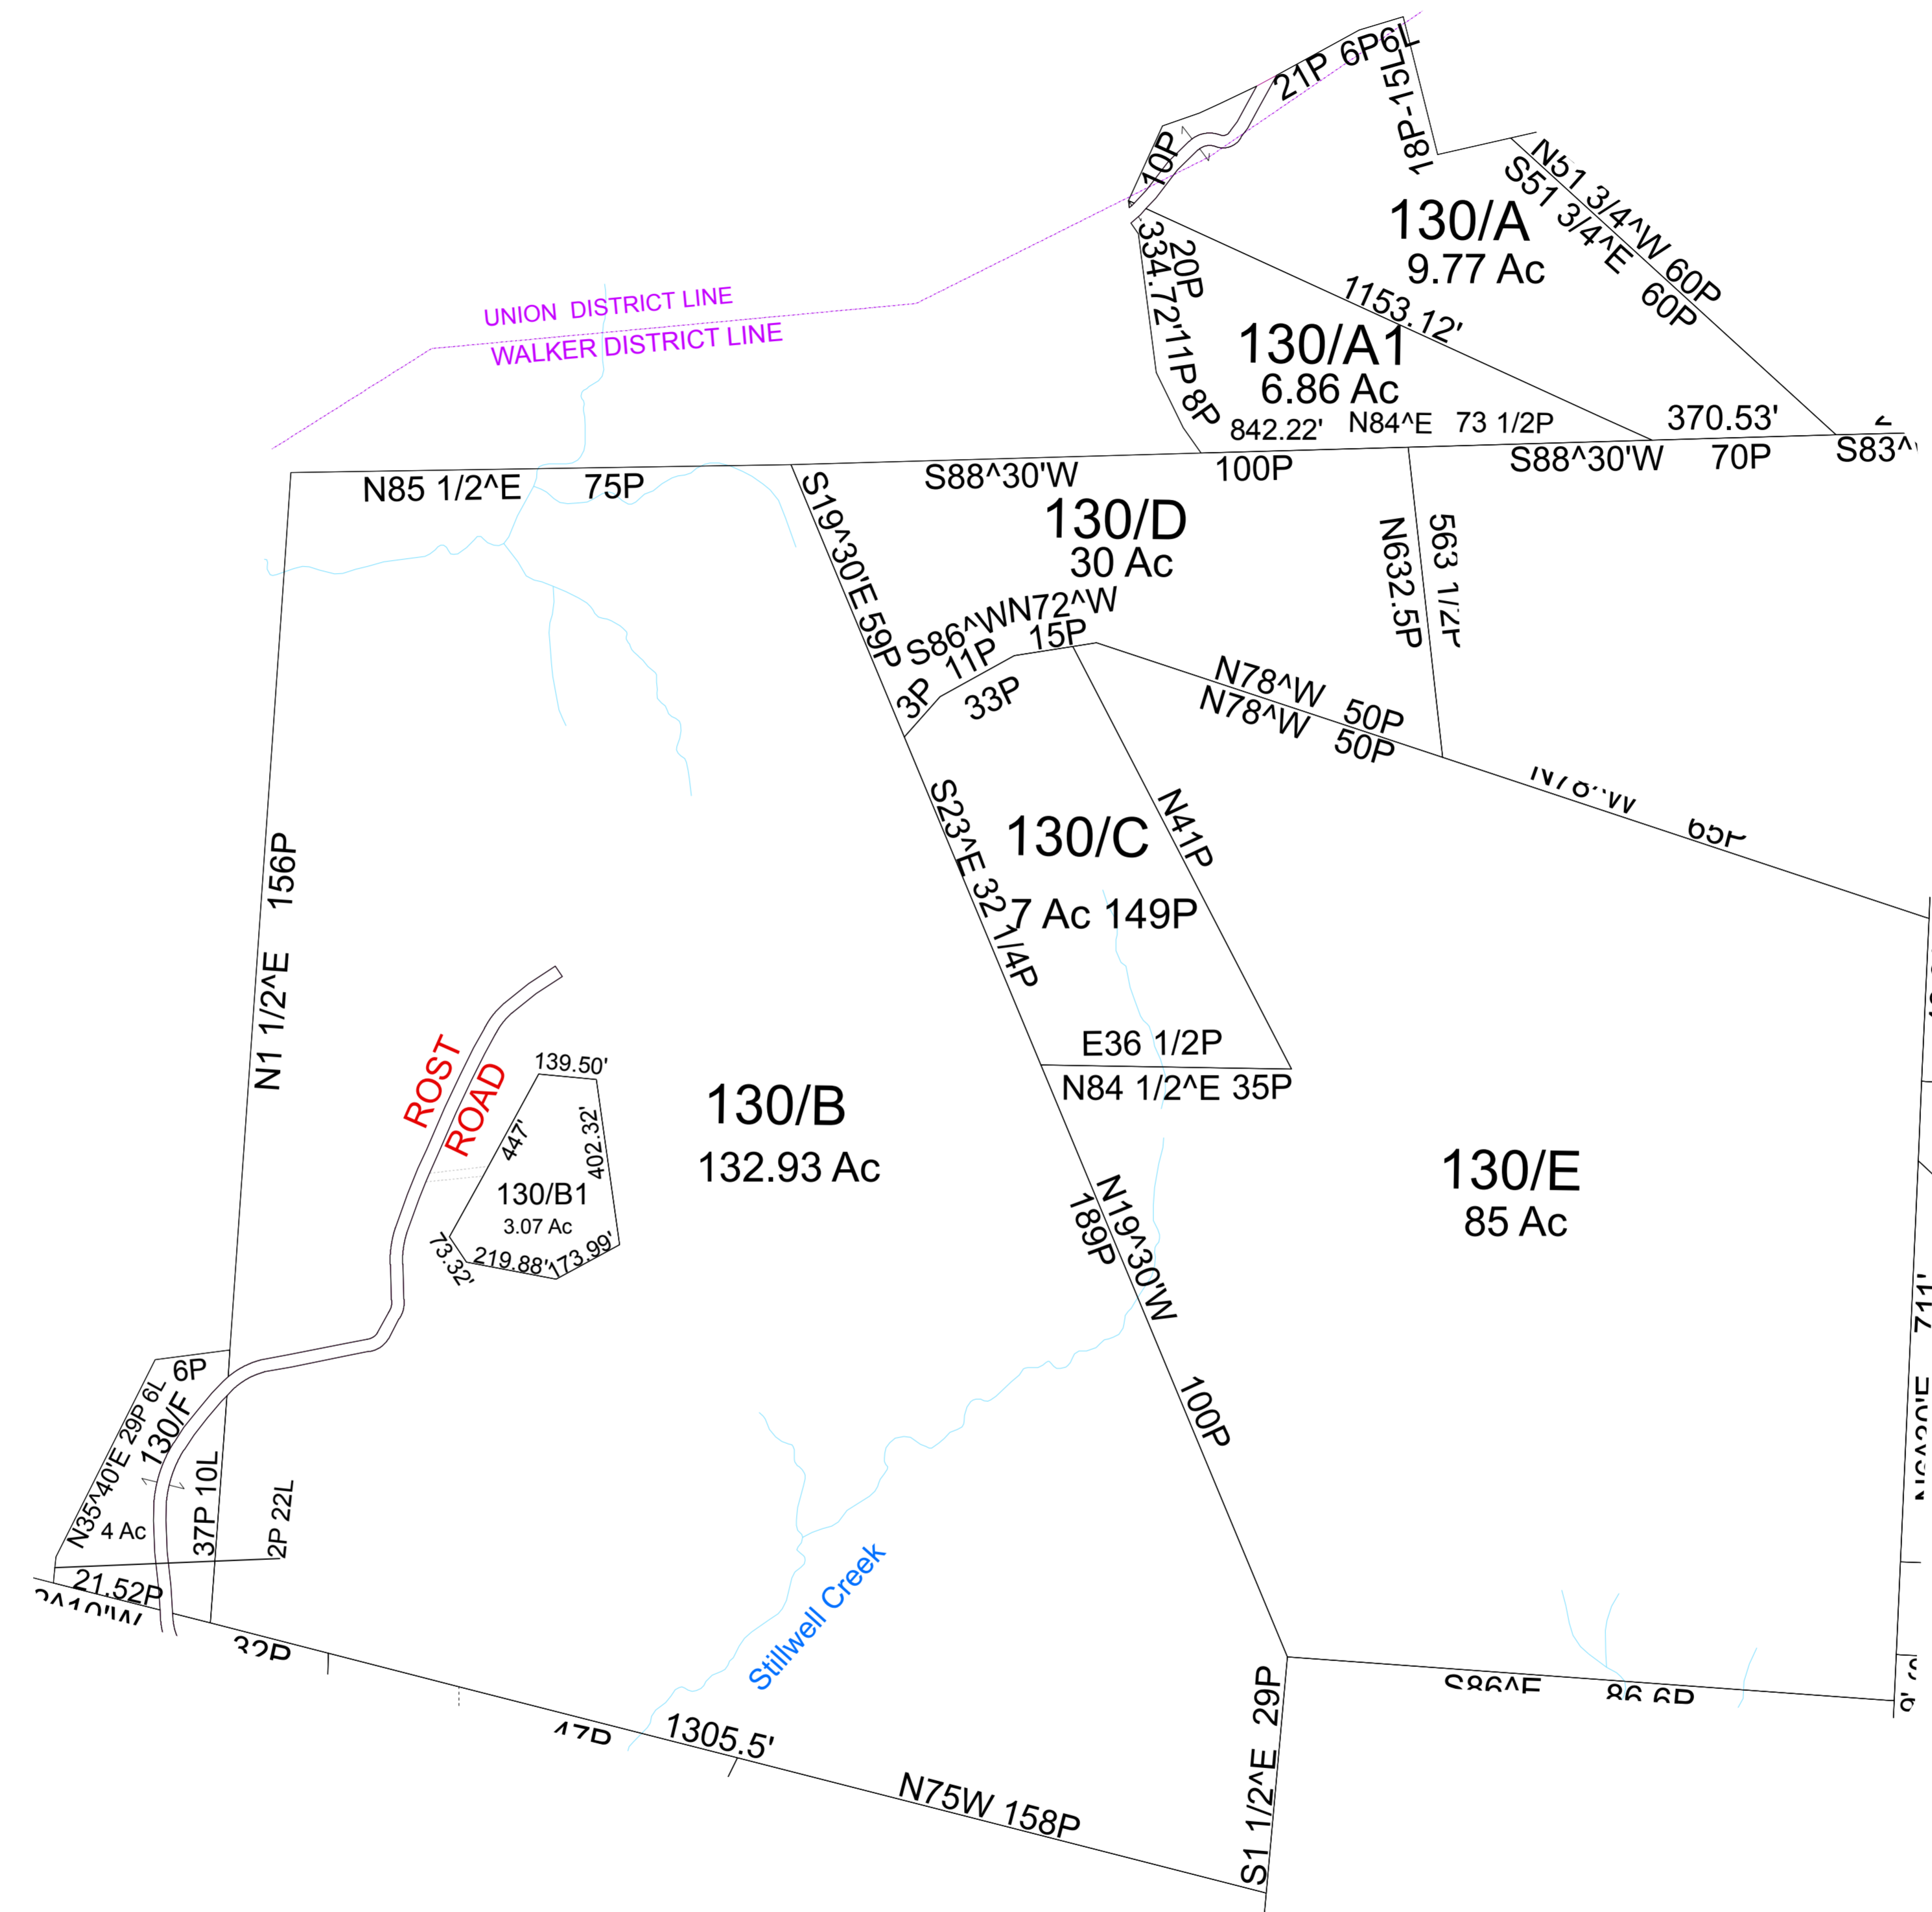 21P 6P6L
18P-15L
10P
N51 3/4^W 60P
S51 3/4^E 60P
130/A
9.77 Ac
20P
334.72'
11P
8P
1153.12'
130/A1
6.86 Ac
UNION DISTRICT LINE
WALKER DISTRICT LINE
842.22' N84^E 73 1/2P
370.53'
S83^
N85 1/2^E 75P
S88^30'W 100P
S88^30'W 70P
S19^30'E 59P
130/D
30 Ac
N632.5P
563 1/2P
S86^W
N72^W
3P
11P
15P
33P
N78^W 50P
N78^W 50P
N78^W 65P
S23^E 32 1/4P
130/C
7 Ac 149P
N41P
E36 1/2P
N84 1/2^E 35P
N1 1/2^E 156P
ROST
ROAD
139.50'
447'
402.32'
130/B1
3.07 Ac
73.32'
219.88'
173.99'
130/B
132.93 Ac
130/E
85 Ac
N19^30'W
189P
100P
711'
6P
N35^40'E 29P 6L
130/F
4 Ac
37P 10L
2P 22L
21.52P
32P
47P
1305.5'
N75W 158P
Stillwell Creek
S1 1/2^E 29P
S86^E 86.6P